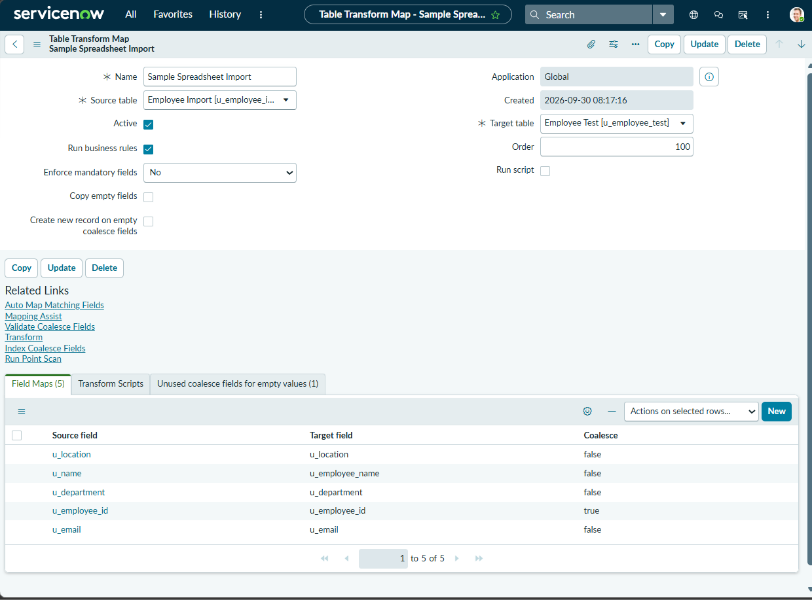 servicenow All Favorites History Table Transform Map - Sample Sprea... Search
Table Transform Map
Sample Spreadsheet Import
Copy Update Delete
Name Sample Spreadsheet Import
Application Global
Source table Employee Import [u_employee_i...
Created 2026-09-30 08:17:16
Active
Target table Employee Test [u_employee_test]
Run business rules
Order 100
Enforce mandatory fields No
Run script
Copy empty fields
Create new record on empty
coalesce fields
Copy Update Delete
Related Links
Auto Map Matching Fields
Mapping Assist
Validate Coalesce Fields
Transform
Index Coalesce Fields
Run Point Scan
Field Maps (5) Transform Scripts Unused coalesce fields for empty values (1)
Actions on selected rows... New
Source field Target field Coalesce
u_location u_location false
u_name u_employee_name false
u_department u_department false
u_employee_id u_employee_id true
u_email u_email false
1 to 5 of 5